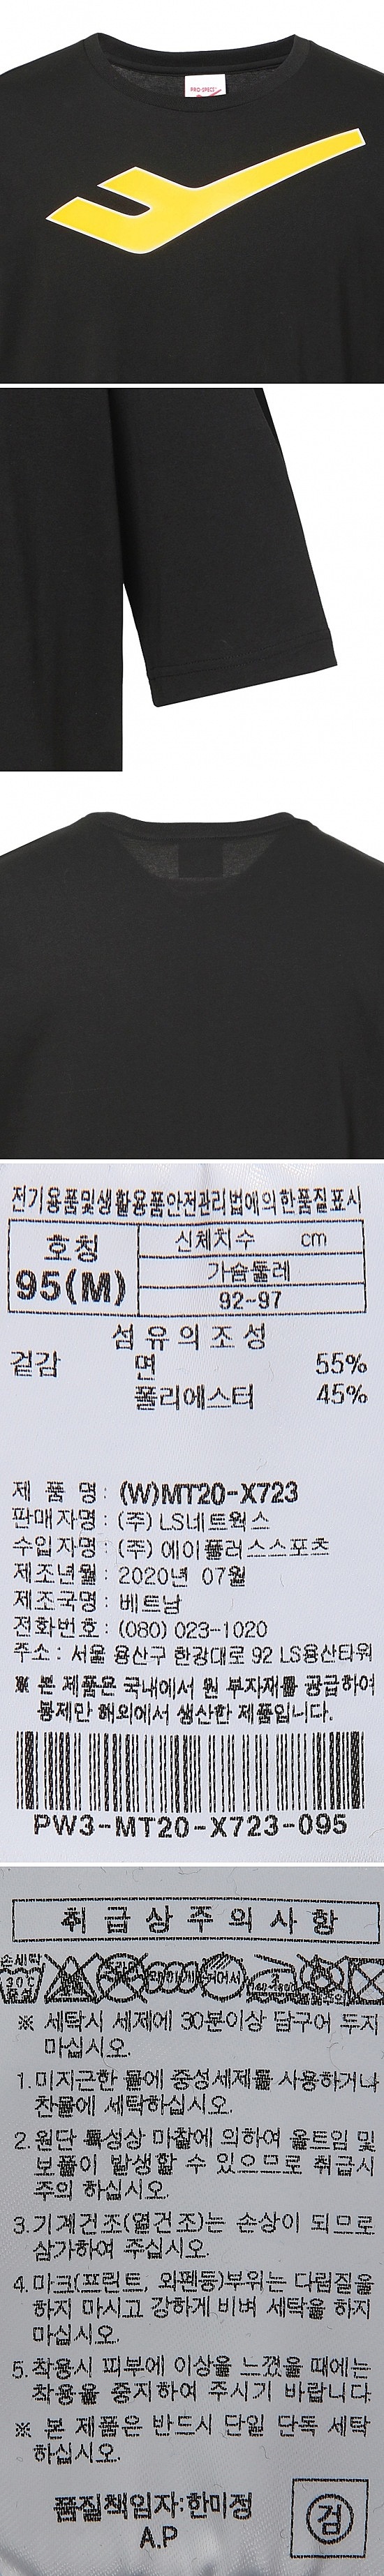 PRO-SPECS
전기용품및생활용품안전관리법에의한품질표시
호칭
95(M)
신체치수 cm
가슴둘레
92~97
섬유의조성
겉감 면 55%
폴리에스터 45%
제 품 명 : (W)MT20-X723
판매자명 : (주) LS네트웍스
수입자명 : (주) 에이플러스스포츠
제조년월 : 2020년 07월
제조국명 : 베트남
전화번호 : (080) 023-1020
주소 : 서울 용산구 한강대로 92 LS용산타워
※ 본 제품은 국내에서 원 부자재를 공급하여
봉제만 해외에서 생산한 제품입니다.
PW3-MT20-X723-095
취급상주의사항
손세탁
30℃
※ 세탁시 세제에 30분이상 담구어 두지
마십시오.
1. 미지근한 물에 중성세제를 사용하거나
찬물에 세탁하십시오.
2. 원단 특성상 마찰에 의하여 올트임 및
보풀이 발생할 수 있으므로 취급시
주의 하십시오.
3. 기계건조(열건조)는 손상이 되므로
삼가하여 주십시오.
4. 마크(프린트, 와펜등)부위는 다림질을
하지 마시고 강하게 비벼 세탁을 하지
마십시오.
5. 착용시 피부에 이상을 느꼈을 때에는
착용을 중지하여 주시기 바랍니다.
※ 본 제품은 반드시 단일 단독 세탁
하십시오.
품질책임자:한미정
A.P
검